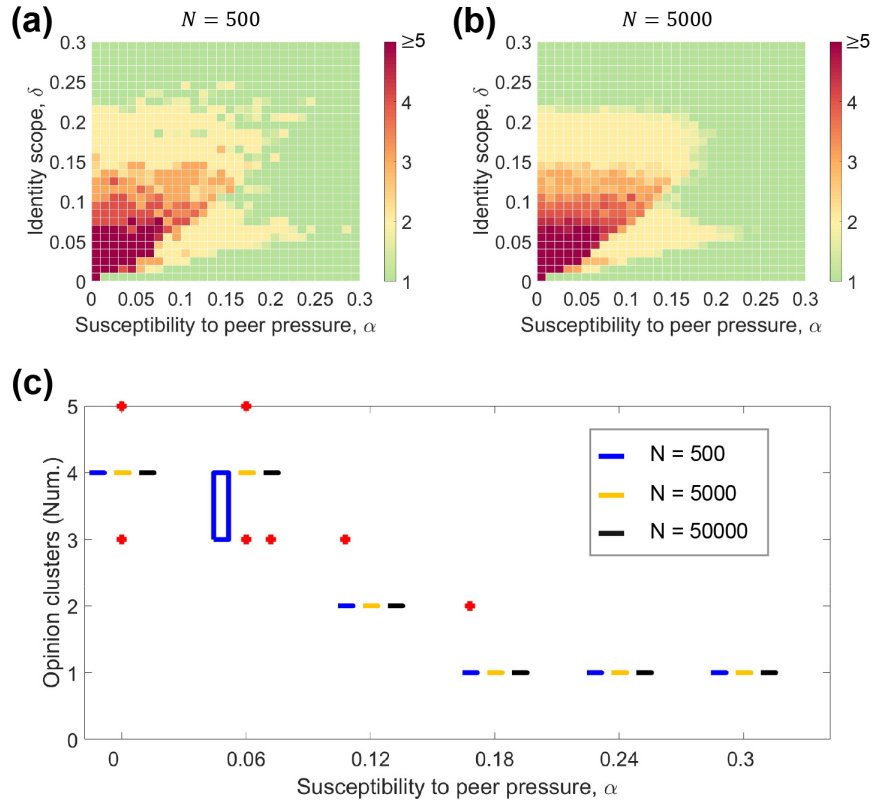 (a)
N = 500
≥5
0.3
0.25
0.2
0.15
0.1
0.05
0
4
3
2
1
Identity scope, δ
0 0.05 0.10 0.15 0.2 0.25 0.3
Susceptibility to peer pressure, α
(b)
N = 5000
≥5
0.3
0.25
0.2
0.15
0.1
0.05
0
4
3
2
1
Identity scope, δ
0 0.05 0.1 0.15 0.2 0.25 0.3
Susceptibility to peer pressure, α
(c)
5
4
3
2
1
0
Opinion clusters (Num.)
N = 500
N = 5000
N = 50000
0 0.06 0.12 0.18 0.24 0.3
Susceptibility to peer pressure, α